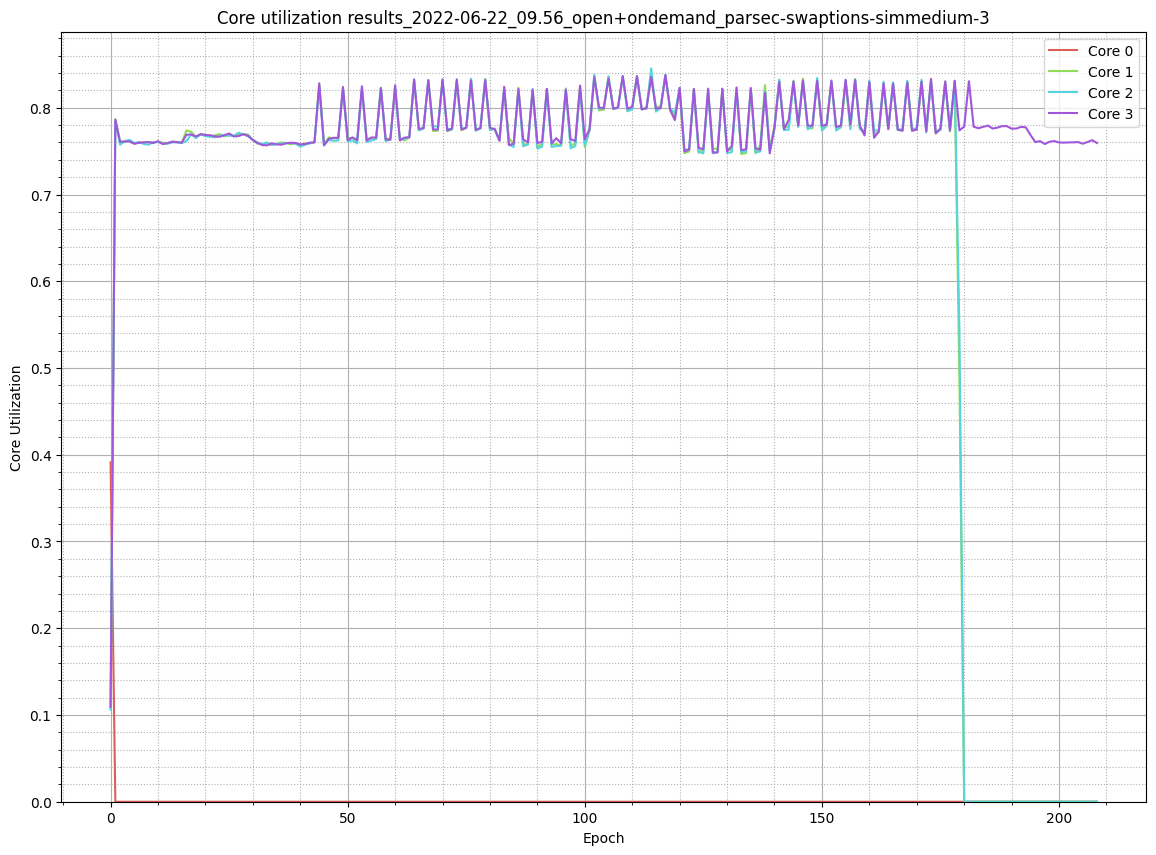 Core utilization results_2022-06-22_09.56_open+ondemand_parsec-swaptions-simmedium-3
Core 0
Core 1
Core 2
Core 3
Core Utilization
0.8
0.7
0.6
0.5
0.4
0.3
0.2
0.1
0.0
0 50 100 150 200
Epoch